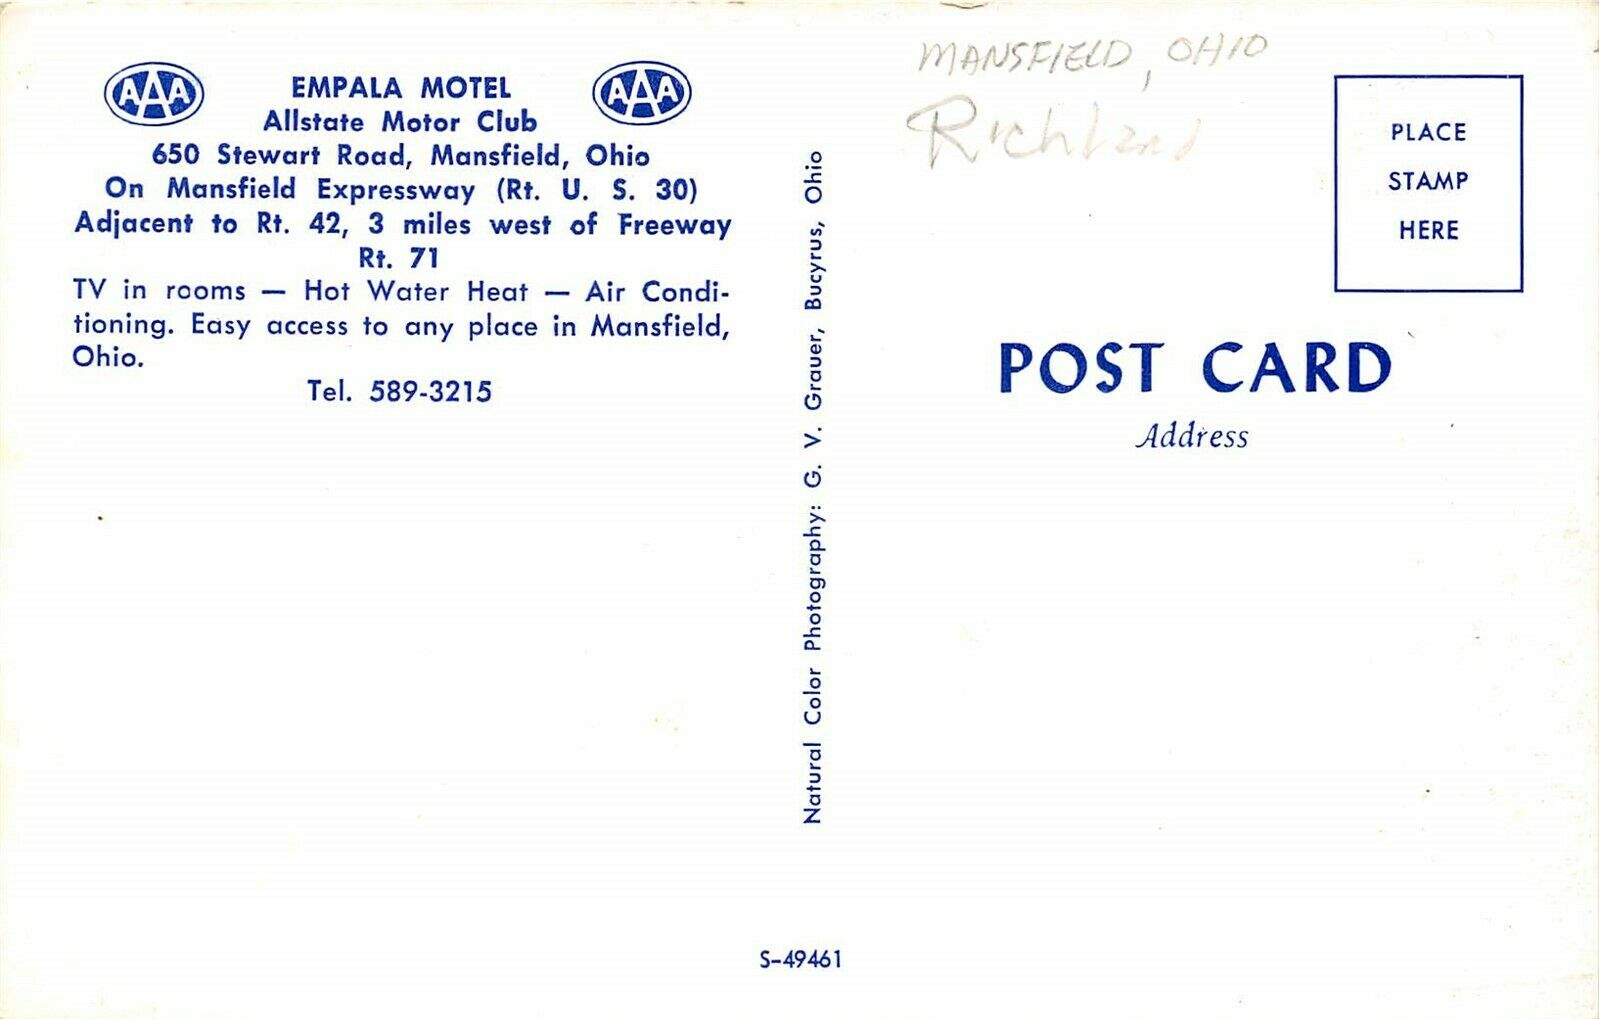 AAA EMPALA MOTEL AAA
Allstate Motor Club
650 Stewart Road, Mansfield, Ohio
On Mansfield Expressway (Rt. U. S. 30)
Adjacent to Rt. 42, 3 miles west of Freeway
Rt. 71
TV in rooms — Hot Water Heat — Air Condi-
tioning. Easy access to any place in Mansfield,
Ohio.
Tel. 589-3215
Natural Color Photography: G. V. Grauer, Bucyrus, Ohio
S-49461
MANSFIELD, OHIO
Richland
PLACE
STAMP
HERE
POST CARD
Address